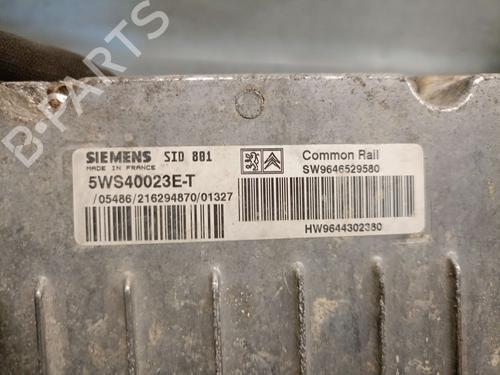 B-PARTS
SIEMENS SID 801
MADE IN FRANCE
5WS40023E-T
/05486/216294870/01327
Common Rail
SW9646529580
HW9644302380